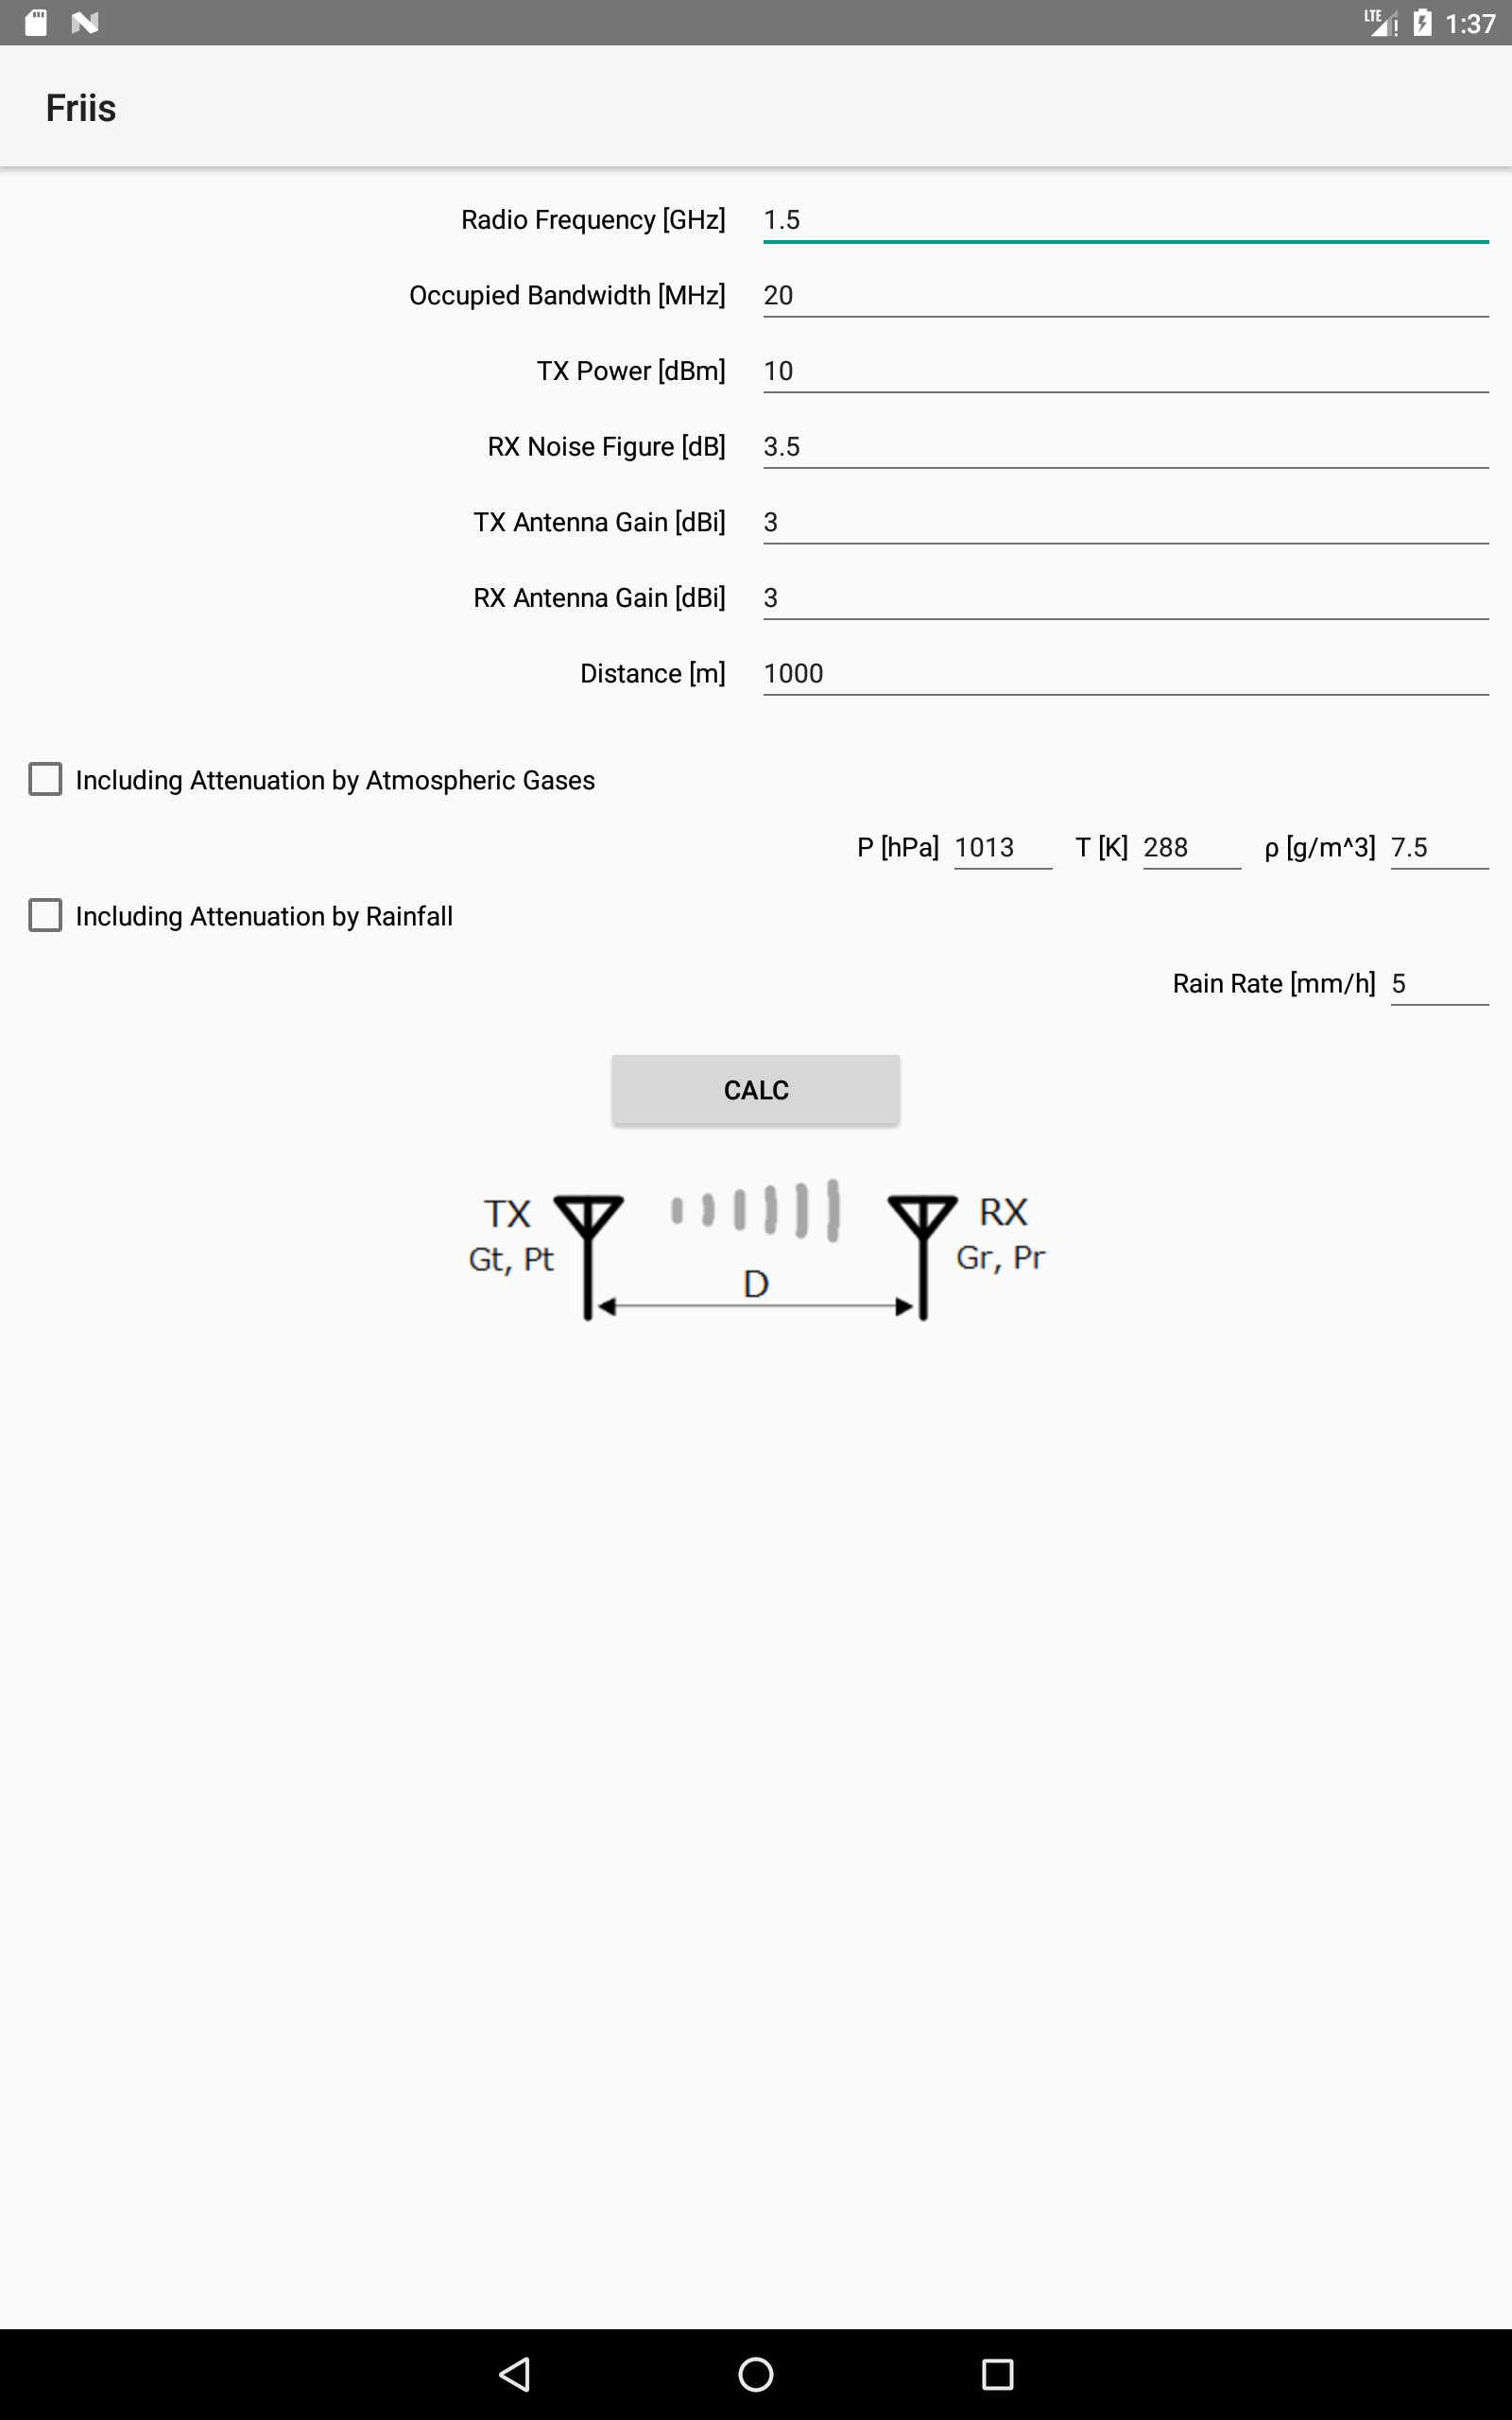 LTE 1:37
Friis
Radio Frequency [GHz] 1.5
Occupied Bandwidth [MHz] 20
TX Power [dBm] 10
RX Noise Figure [dB] 3.5
TX Antenna Gain [dBi] 3
RX Antenna Gain [dBi] 3
Distance [m] 1000
Including Attenuation by Atmospheric Gases
P [hPa] 1013 T [K] 288 ρ [g/m^3] 7.5
Including Attenuation by Rainfall
Rain Rate [mm/h] 5
CALC
TX RX
Gt, Pt Gr, Pr
D